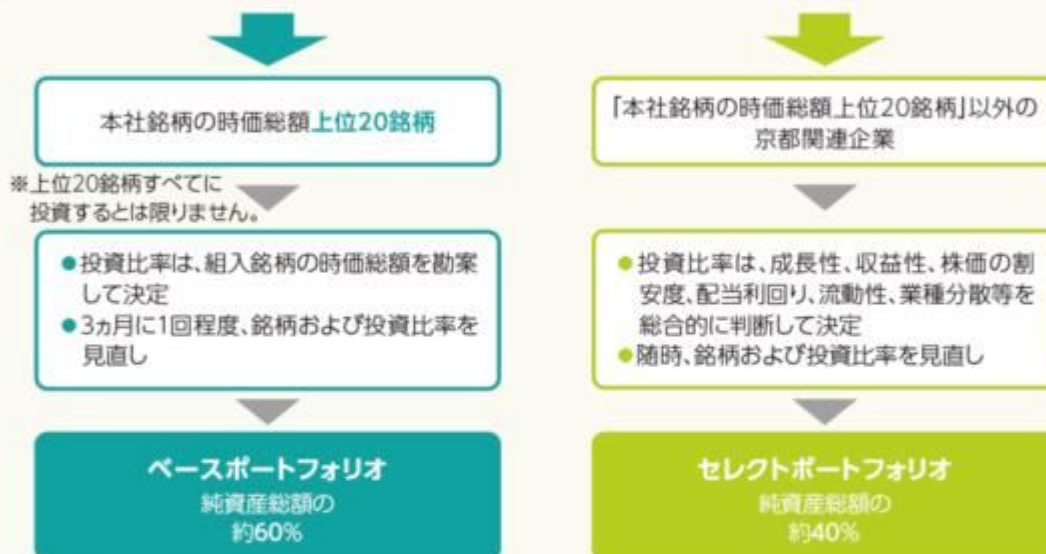 本社銘柄の時価総額上位20銘柄
※上位20銘柄すべてに
投資するとは限りません。
●投資比率は、組入銘柄の時価総額を勘案
して決定
●3ヵ月に1回程度、銘柄および投資比率を
見直し
ベースポートフォリオ
純資産総額の
約60%
「本社銘柄の時価総額上位20銘柄」以外の
京都関連企業
●投資比率は、成長性、収益性、株価の割
安度、配当利回り、流動性、業種分散等を
総合的に判断して決定
●随時、銘柄および投資比率を見直し
セレクトポートフォリオ
純資産総額の
約40%